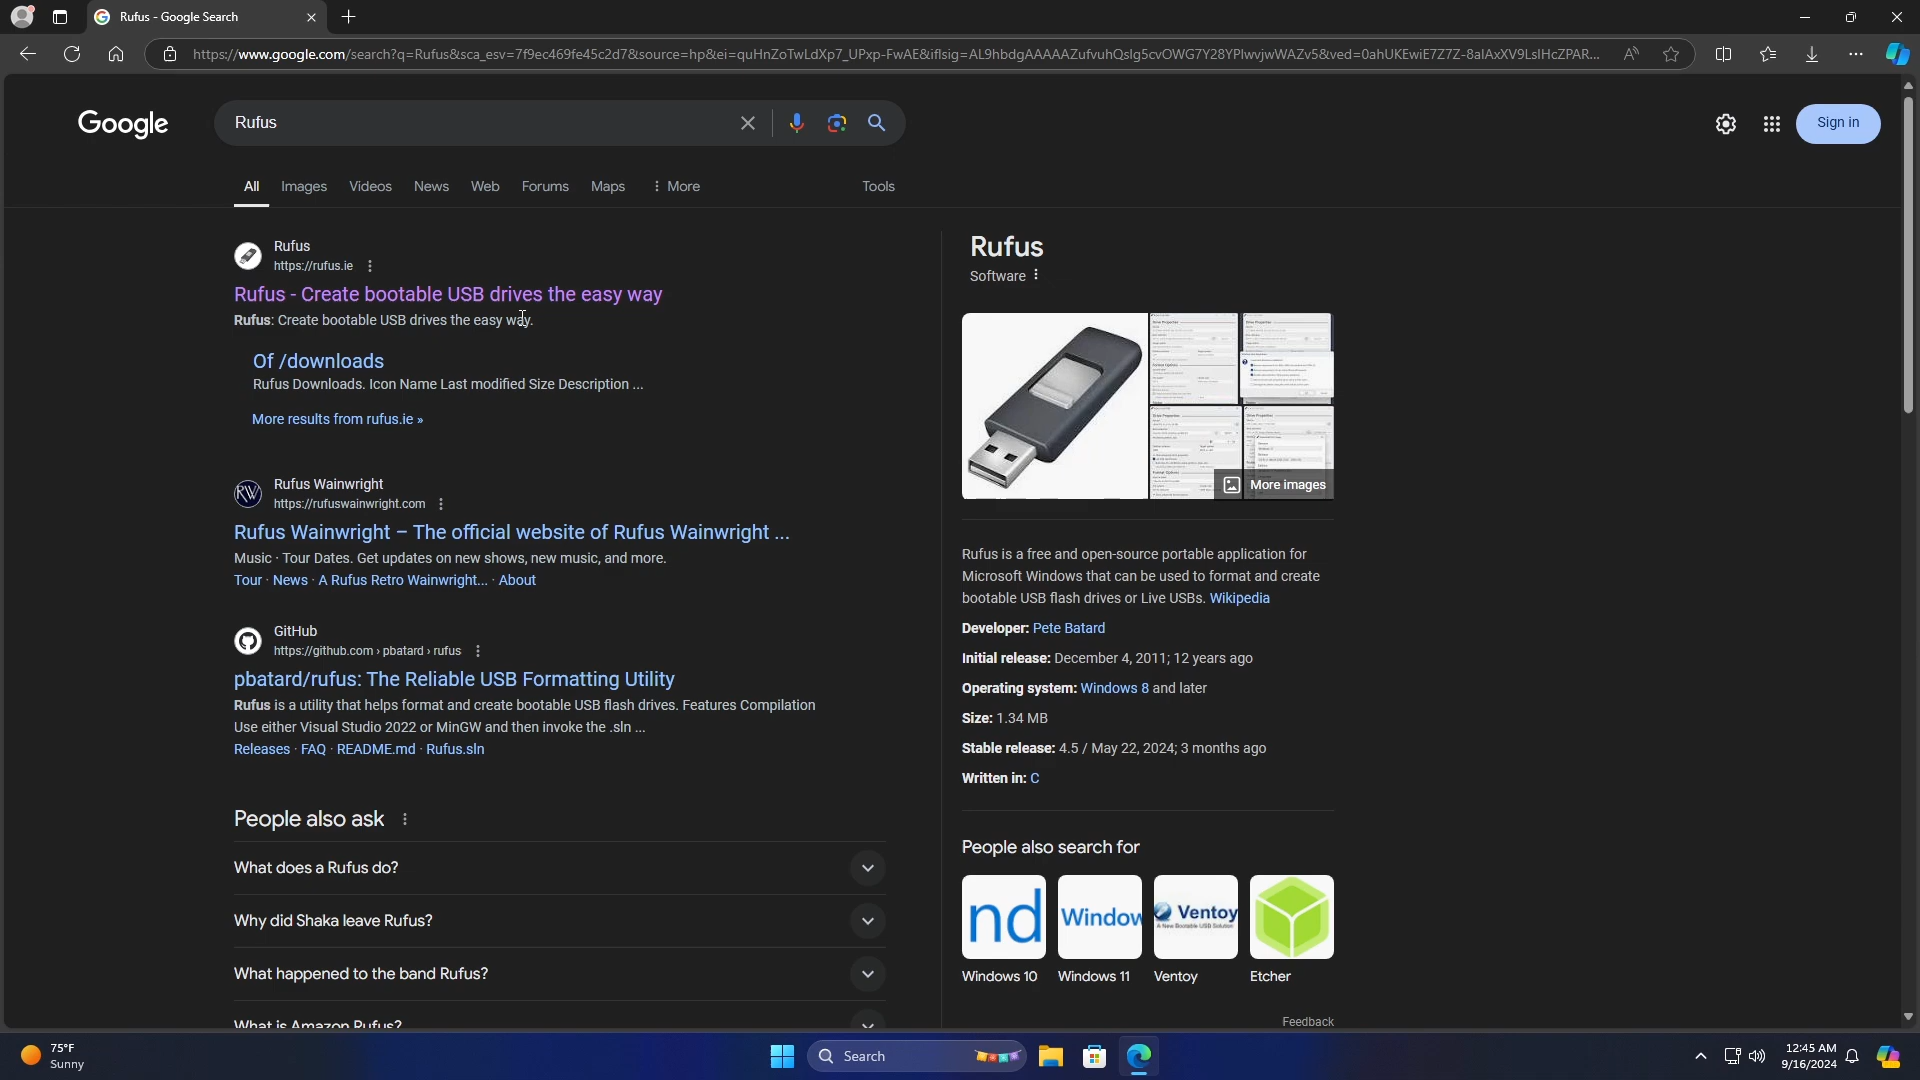 Rufus - Google Search
https://www.google.com/search?q=Rufus&sca_esv=7f9ec469fe45c2d7&source=hp&ei=quHnZoTwLdXp7_UPxp-FwAE&iflsig=AL9hbdgAAAAAZufvuhQsIg5cvOWG7Y28YPIwvjwWAZv5&ved=0ahUKEwiE7Z7Z-8aIAxXV9LsIHcZPAR...
Google
Rufus
Sign in
All Images Videos News Web Forums Maps More Tools
Rufus
https://rufus.ie
Rufus - Create bootable USB drives the easy way
Rufus: Create bootable USB drives the easy way.
Of /downloads
Rufus Downloads. Icon Name Last modified Size Description ...
More results from rufus.ie »
Rufus Wainwright
https://rufuswainwright.com
Rufus Wainwright – The official website of Rufus Wainwright ...
Music · Tour Dates. Get updates on new shows, new music, and more.
Tour · News · A Rufus Retro Wainwright... · About
GitHub
https://github.com › pbatard › rufus
pbatard/rufus: The Reliable USB Formatting Utility
Rufus is a utility that helps format and create bootable USB flash drives. Features Compilation
Use either Visual Studio 2022 or MinGW and then invoke the .sln ...
Releases · FAQ · README.md · Rufus.sln
People also ask
What does a Rufus do?
Why did Shaka leave Rufus?
What happened to the band Rufus?
What is Amazon Rufus?
Rufus
Software
More images
Rufus is a free and open-source portable application for
Microsoft Windows that can be used to format and create
bootable USB flash drives or Live USBs. Wikipedia
Developer: Pete Batard
Initial release: December 4, 2011; 12 years ago
Operating system: Windows 8 and later
Size: 1.34 MB
Stable release: 4.5 / May 22, 2024; 3 months ago
Written in: C
People also search for
nd Window Ventoy
A New Bootable USB Solution
Windows 10 Windows 11 Ventoy Etcher
Feedback
75°F
Sunny
Search
12:45 AM
9/16/2024